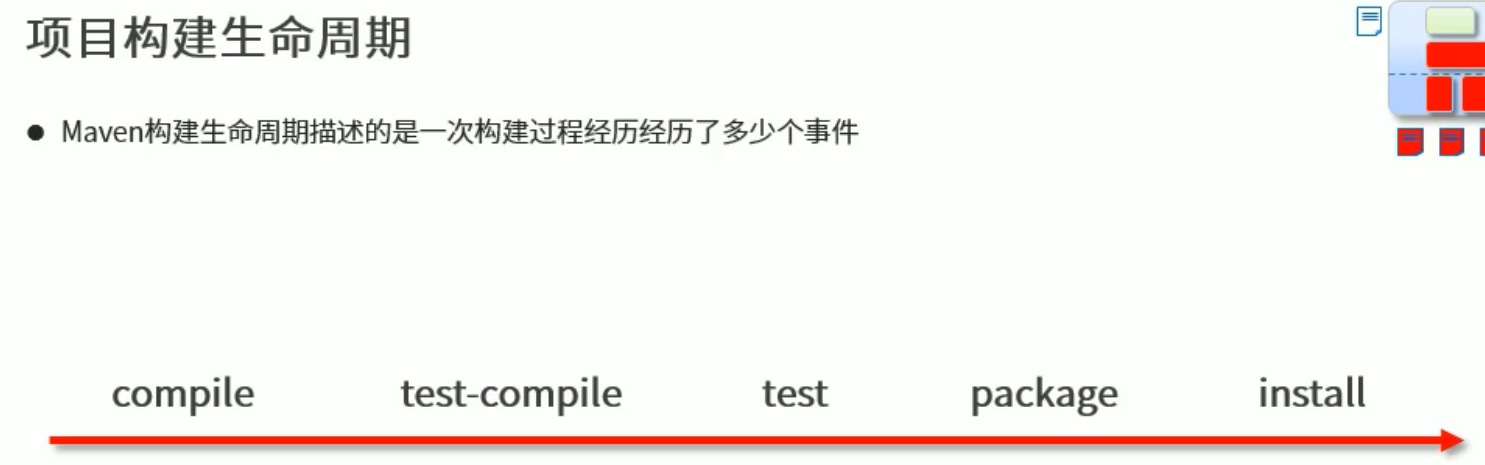 项目构建生命周期
● Maven构建生命周期描述的是一次构建过程经历经历了多少个事件
compile test-compile test package install